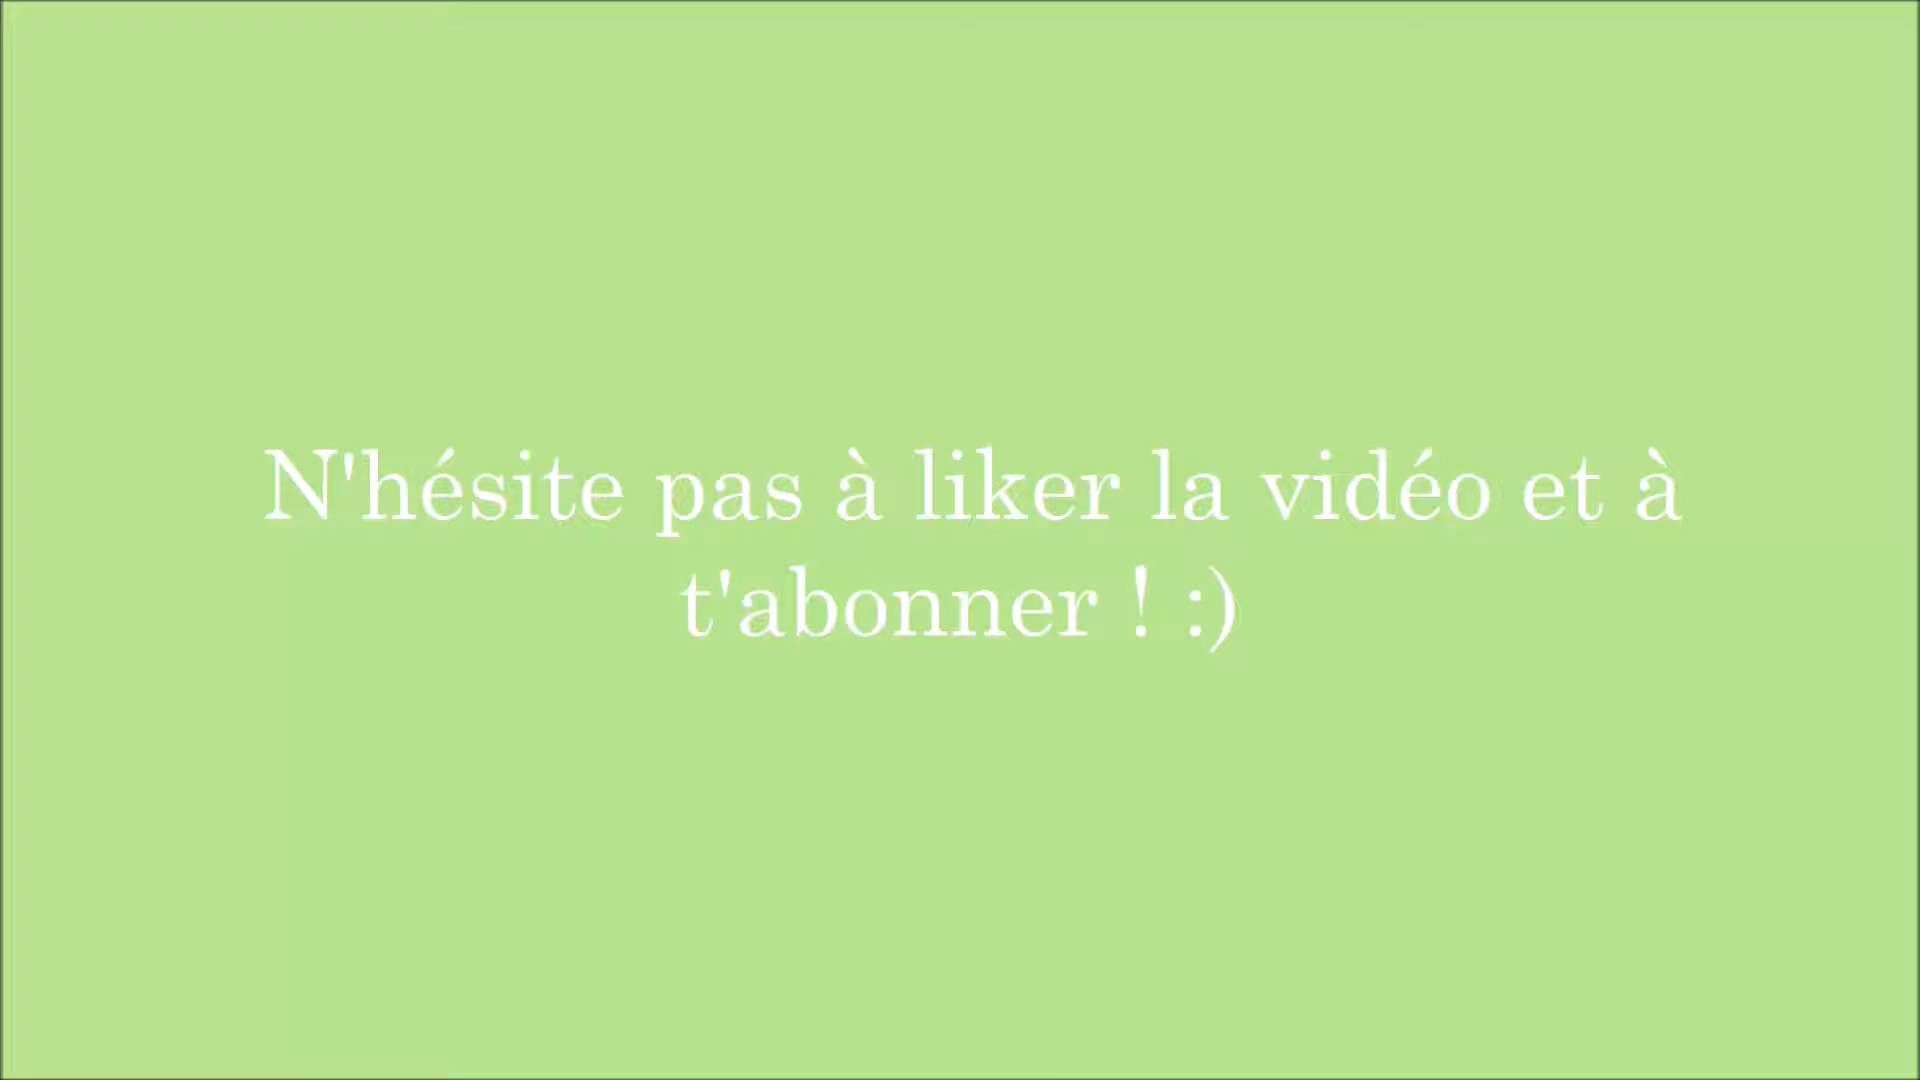 N'hésite pas à liker la vidéo et à
t'abonner ! :)